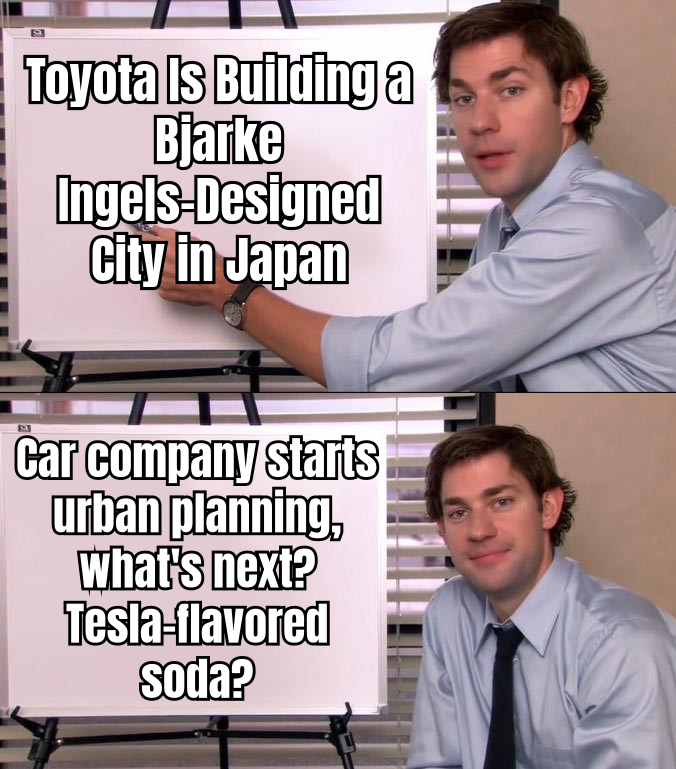 Toyota Is Building a
Bjarke
Ingels-Designed
City in Japan
Car company starts
urban planning,
what's next?
Tesla-flavored
soda?